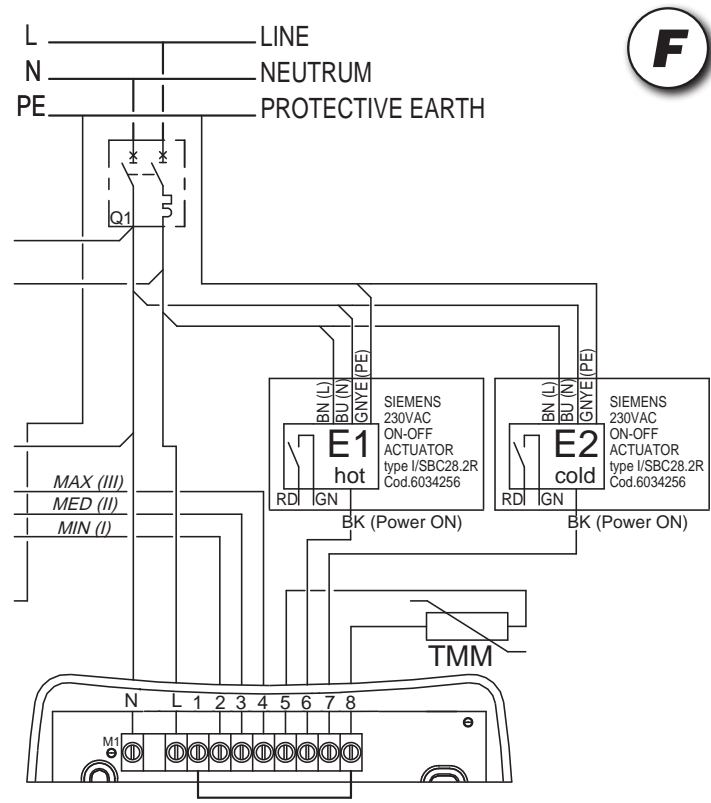 F
L LINE
N NEUTRUM
PE PROTECTIVE EARTH
Q1
BN (L)
BU (N)
GNYE (PE)
SIEMENS
230VAC
ON-OFF
ACTUATOR
type I/SBC28.2R
Cod.6034256
E1
hot
RD GN
BK (Power ON)
BN (L)
BU (N)
GNYE (PE)
SIEMENS
230VAC
ON-OFF
ACTUATOR
type I/SBC28.2R
Cod.6034256
E2
cold
RD GN
BK (Power ON)
MAX (III)
MED (II)
MIN (I)
TMM
N L 1 2 3 4 5 6 7 8
M1